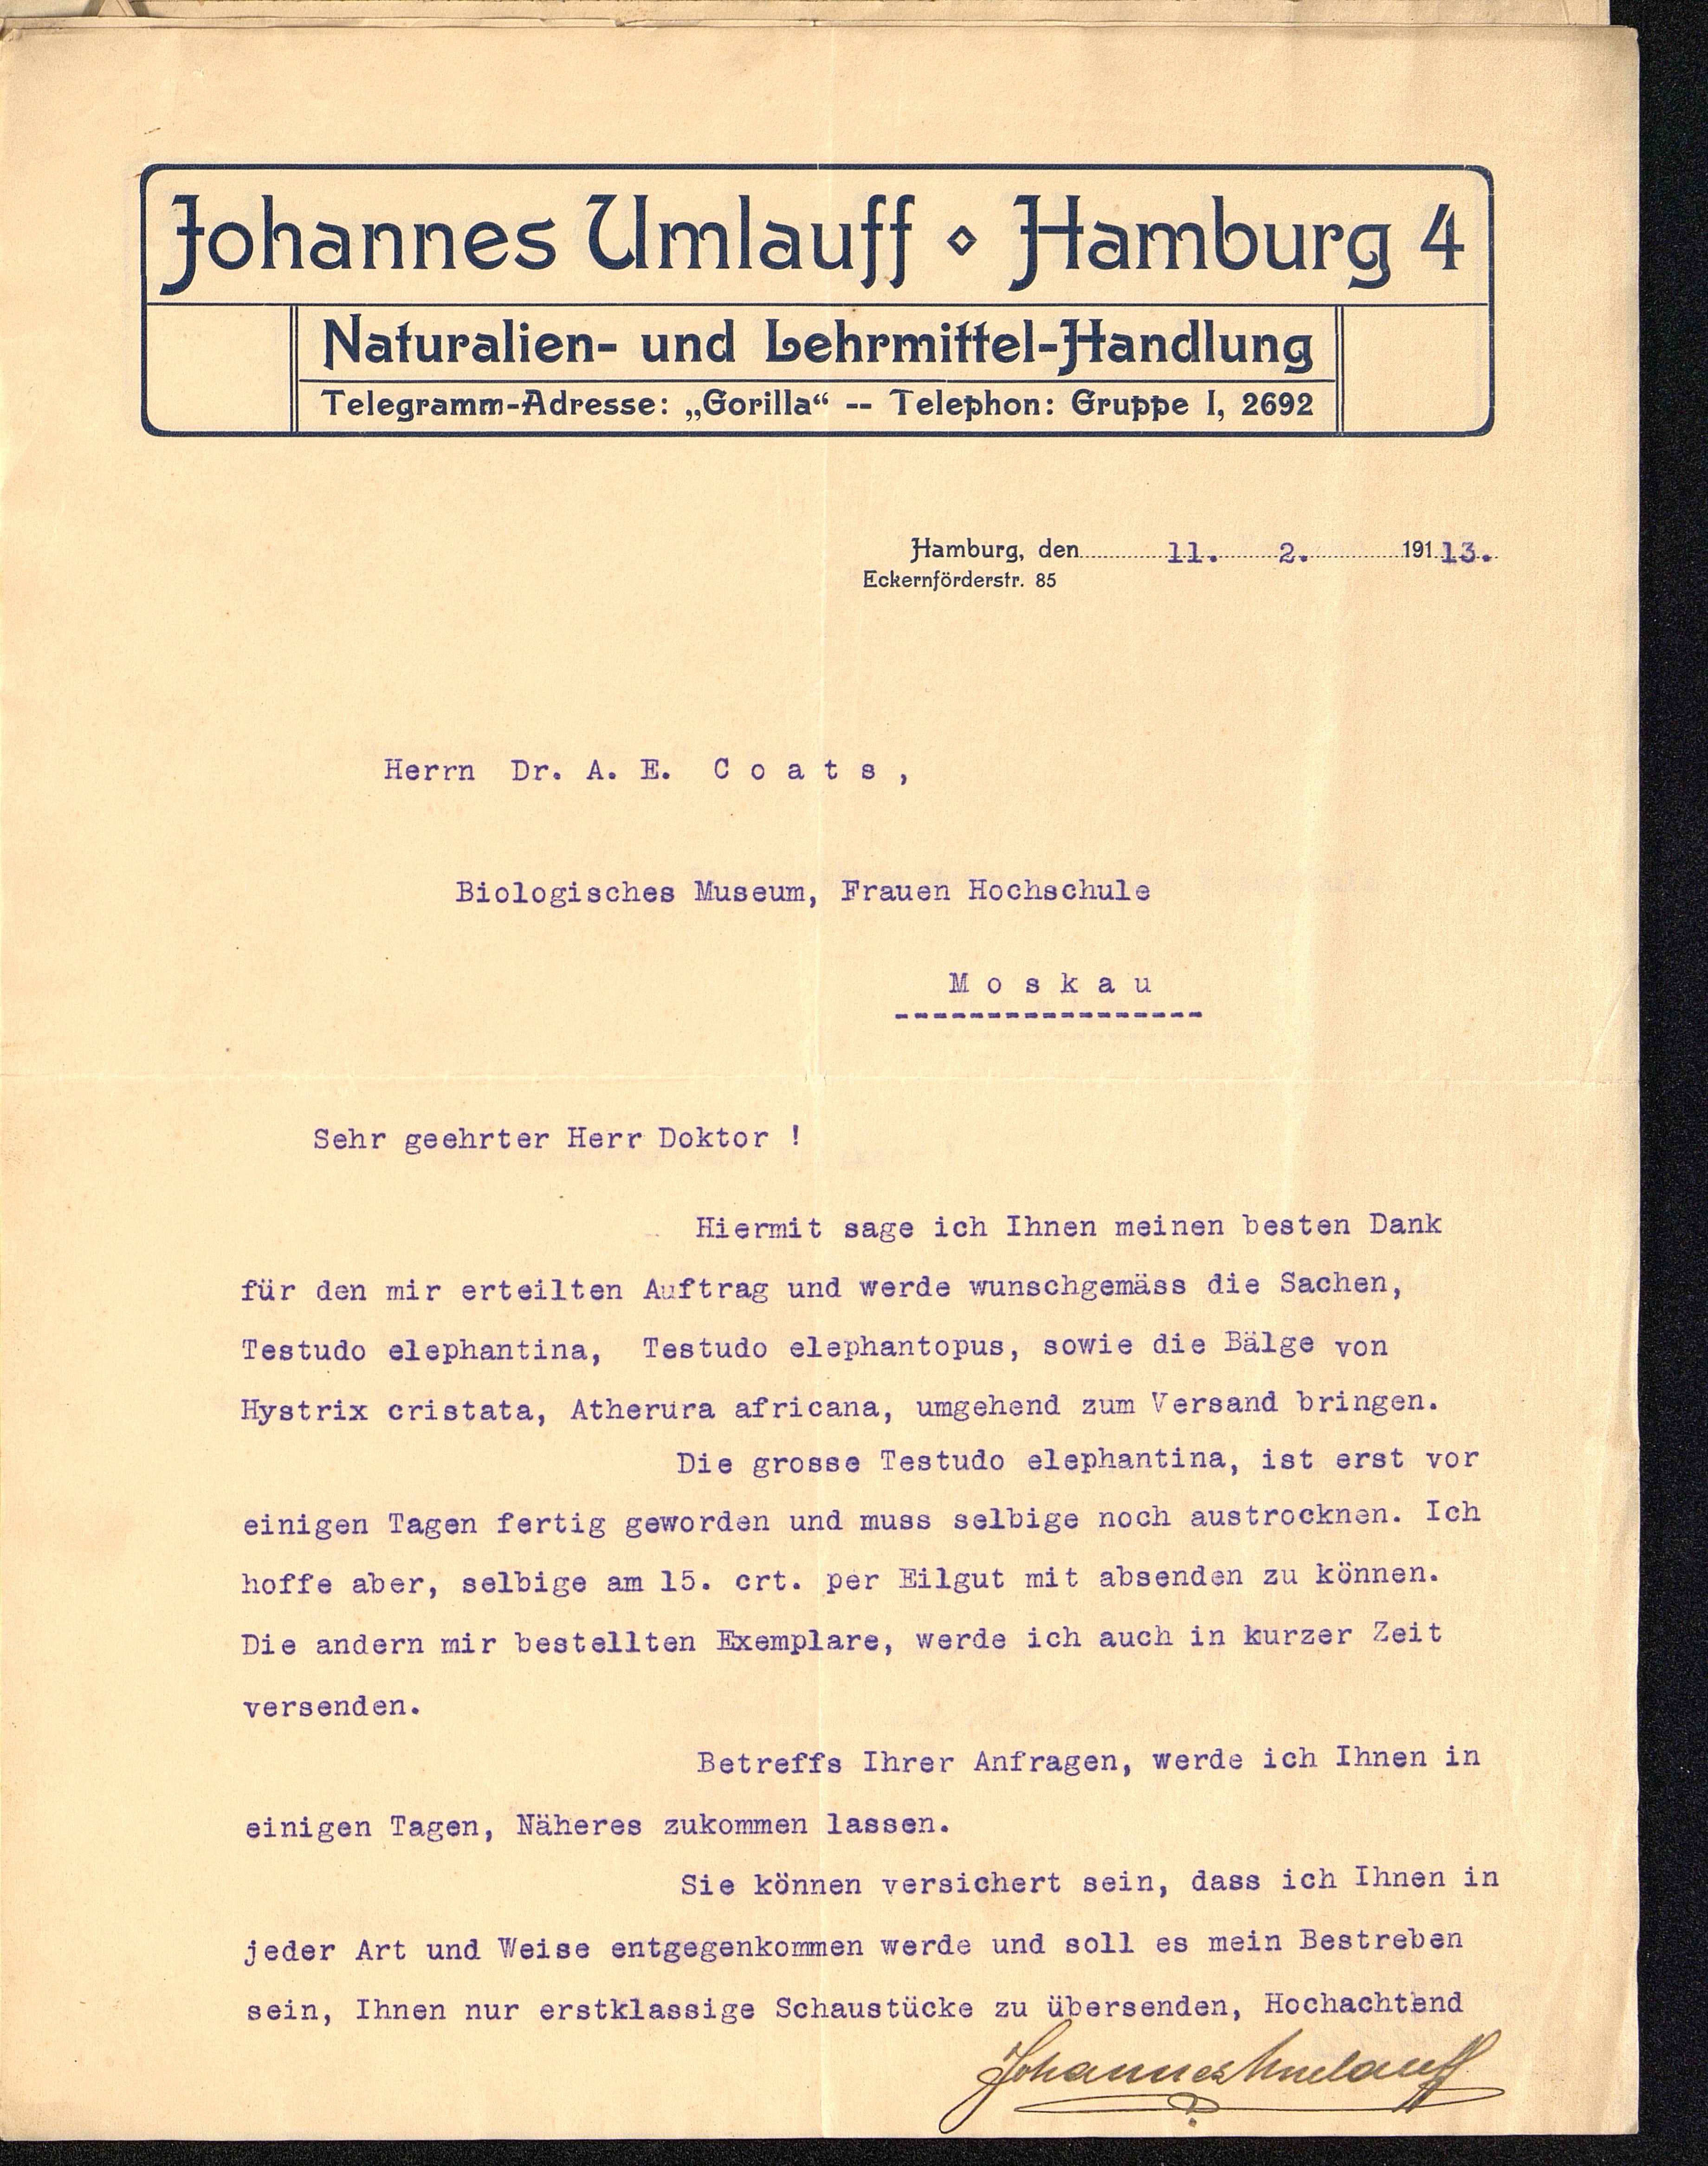 Johannes Umlauff ⋄ Hamburg 4
Naturalien- und Lehrmittel-Handlung
Telegramm-Adresse: „Gorilla“ -- Telephon: Gruppe I, 2692
Hamburg, den 11. 2. 191 13.
Eckernförderstr. 85
Herrn Dr. A. E. C o a t s ,
Biologisches Museum, Frauen Hochschule
M o s k a u
-----------------
Sehr geehrter Herr Doktor !
Hiermit sage ich Ihnen meinen besten Dank
für den mir erteilten Auftrag und werde wunschgemäss die Sachen,
Testudo elephantina, Testudo elephantopus, sowie die Bälge von
Hystrix cristata, Atherura africana, umgehend zum Versand bringen.
Die grosse Testudo elephantina, ist erst vor
einigen Tagen fertig geworden und muss selbige noch austrocknen. Ich
hoffe aber, selbige am 15. crt. per Eilgut mit absenden zu können.
Die andern mir bestellten Exemplare, werde ich auch in kurzer Zeit
versenden.
Betreffs Ihrer Anfragen, werde ich Ihnen in
einigen Tagen, Näheres zukommen lassen.
Sie können versichert sein, dass ich Ihnen in
jeder Art und Weise entgegenkommen werde und soll es mein Bestreben
sein, Ihnen nur erstklassige Schaustücke zu übersenden, Hochachtend
Johannes Umlauff